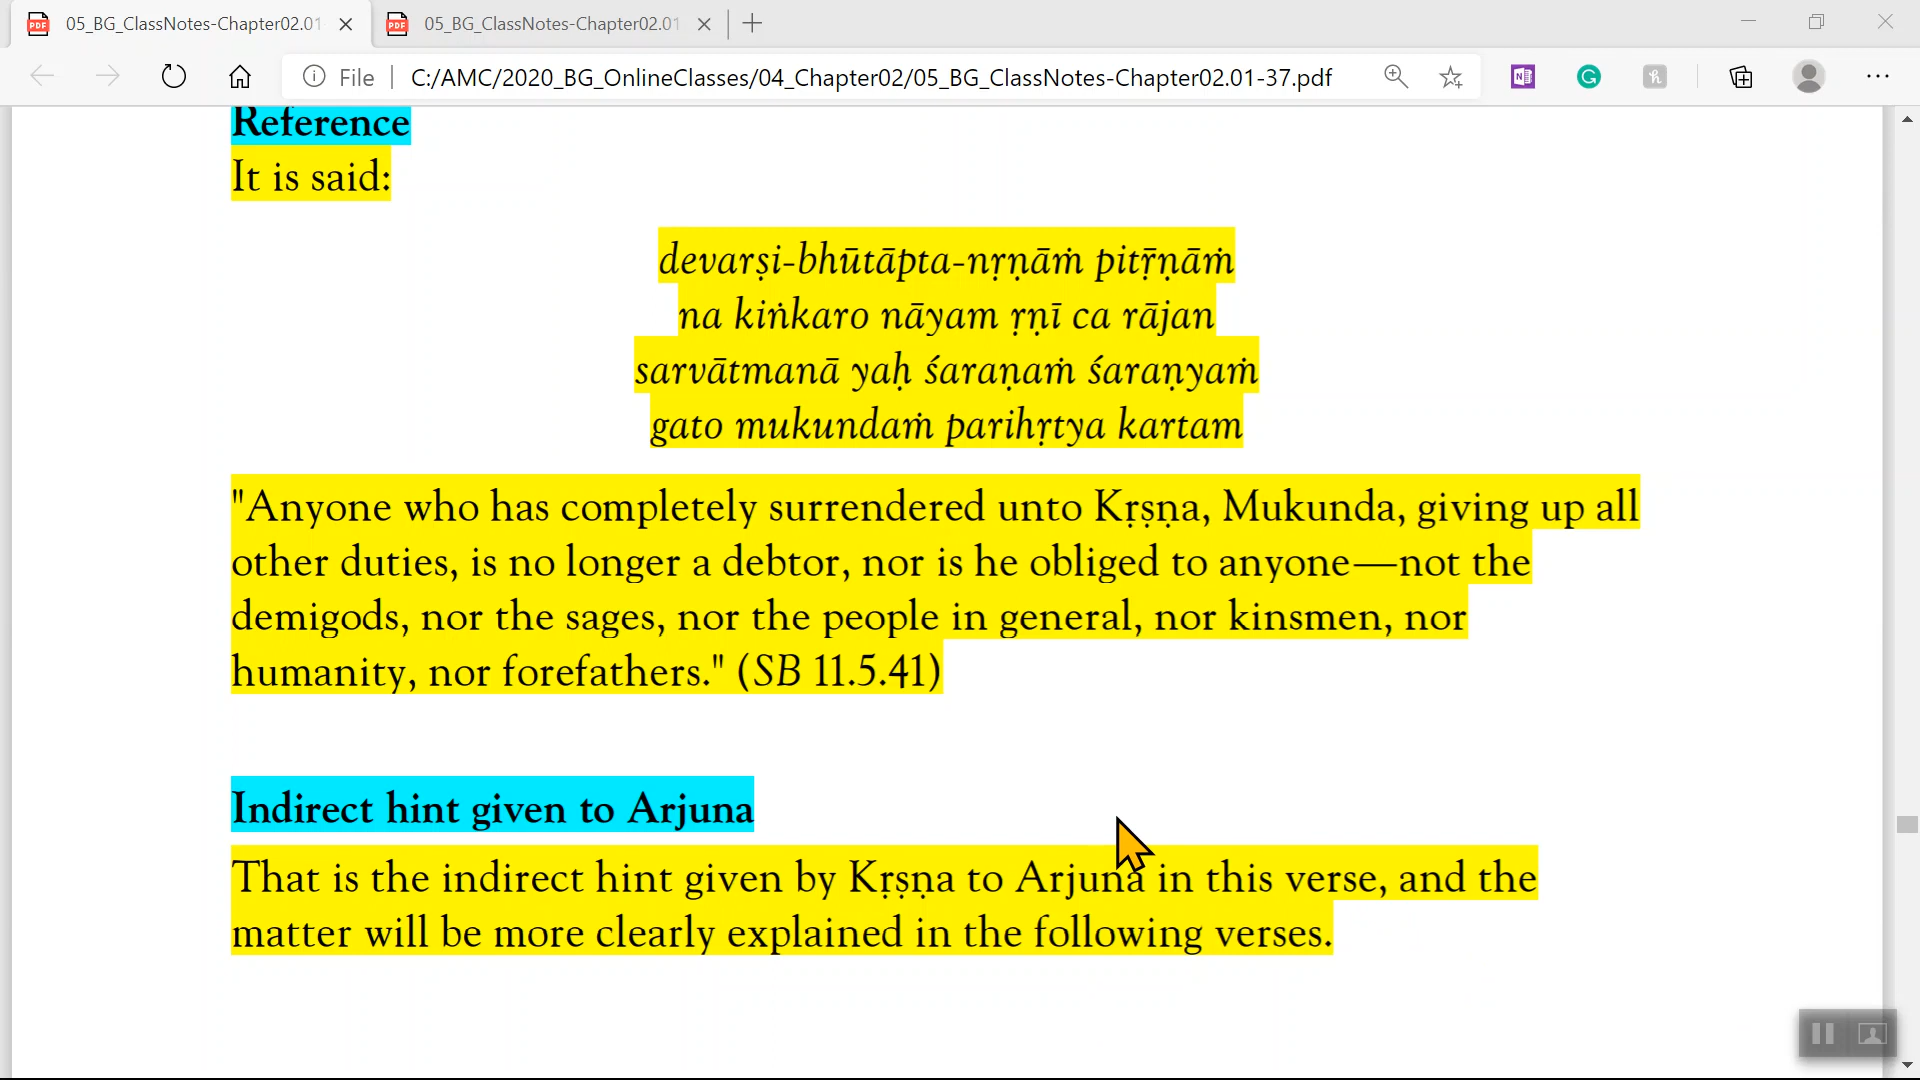 05_BG_ClassNotes-Chapter02.01
05_BG_ClassNotes-Chapter02.01
File
C:/AMC/2020_BG_OnlineClasses/04_Chapter02/05_BG_ClassNotes-Chapter02.01-37.pdf
Reference
It is said:
devarṣi-bhūtāpta-nṛṇāṁ pitṝṇāṁ
na kiṅkaro nāyam ṛṇī ca rājan
sarvātmanā yaḥ śaraṇaṁ śaraṇyaṁ
gato mukundaṁ parihṛtya kartam
"Anyone who has completely surrendered unto Kṛṣṇa, Mukunda, giving up all
other duties, is no longer a debtor, nor is he obliged to anyone—not the
demigods, nor the sages, nor the people in general, nor kinsmen, nor
humanity, nor forefathers." (SB 11.5.41)
Indirect hint given to Arjuna
That is the indirect hint given by Kṛṣṇa to Arjuna in this verse, and the
matter will be more clearly explained in the following verses.